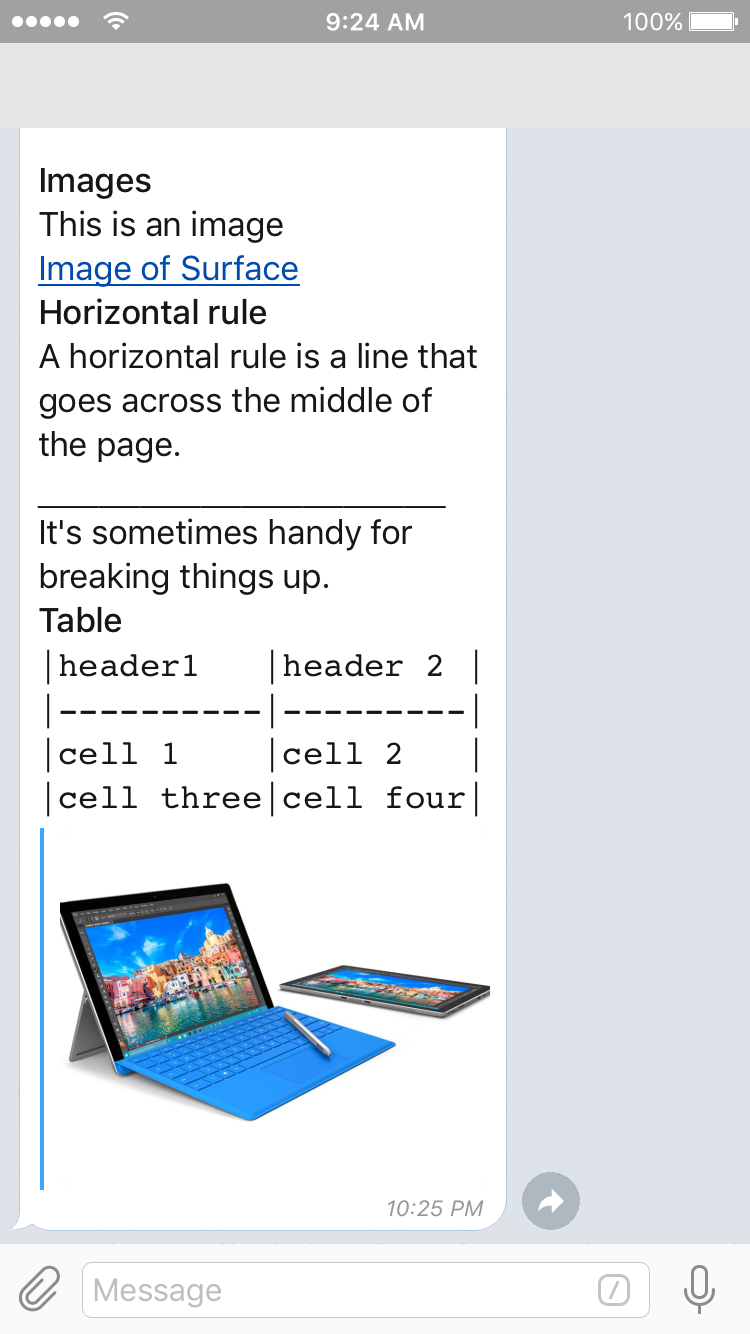 9:24 AM 100%
Images
This is an image
Image of Surface
Horizontal rule
A horizontal rule is a line that
goes across the middle of
the page.
________________________
It's sometimes handy for
breaking things up.
Table
|header1   |header 2 |
|----------|---------|
|cell 1    |cell 2   |
|cell three|cell four|
10:25 PM
Message